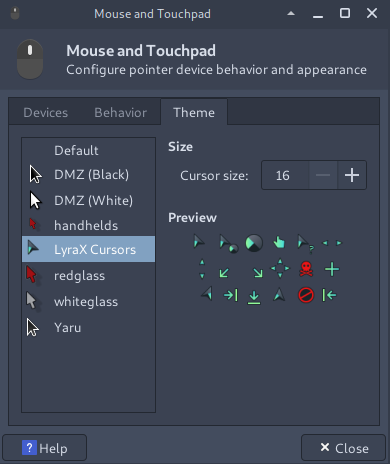 Mouse and Touchpad
Mouse and Touchpad
Configure pointer device behavior and appearance
Devices Behavior Theme
Default
DMZ (Black)
DMZ (White)
handhelds
LyraX Cursors
redglass
whiteglass
Yaru
Size
Cursor size: 16
Preview
? Help
Close